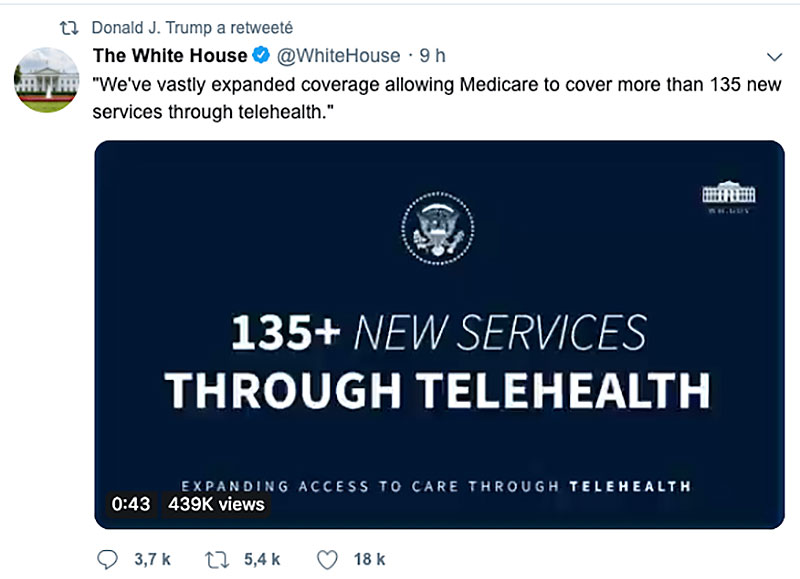 Donald J. Trump a retweeté
The White House @WhiteHouse · 9 h
"We've vastly expanded coverage allowing Medicare to cover more than 135 new
services through telehealth."
WH.GOV
135+ NEW SERVICES
THROUGH TELEHEALTH
EXPANDING ACCESS TO CARE THROUGH TELEHEALTH
0:43 439K views
3,7 k 5,4 k 18 k